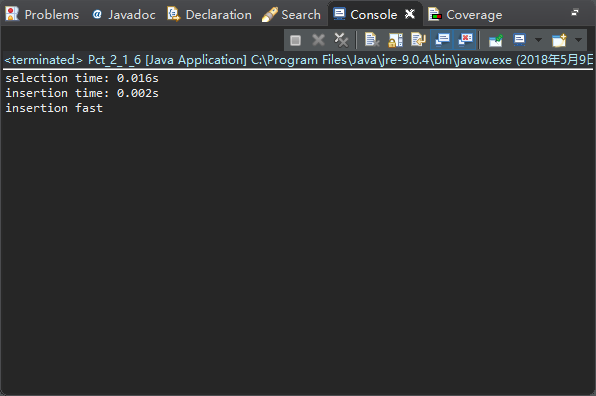 Problems @ Javadoc Declaration Search Console Coverage
<terminated> Pct_2_1_6 [Java Application] C:\Program Files\Java\jre-9.0.4\bin\javaw.exe (2018年5月9日
selection time: 0.016s
insertion time: 0.002s
insertion fast